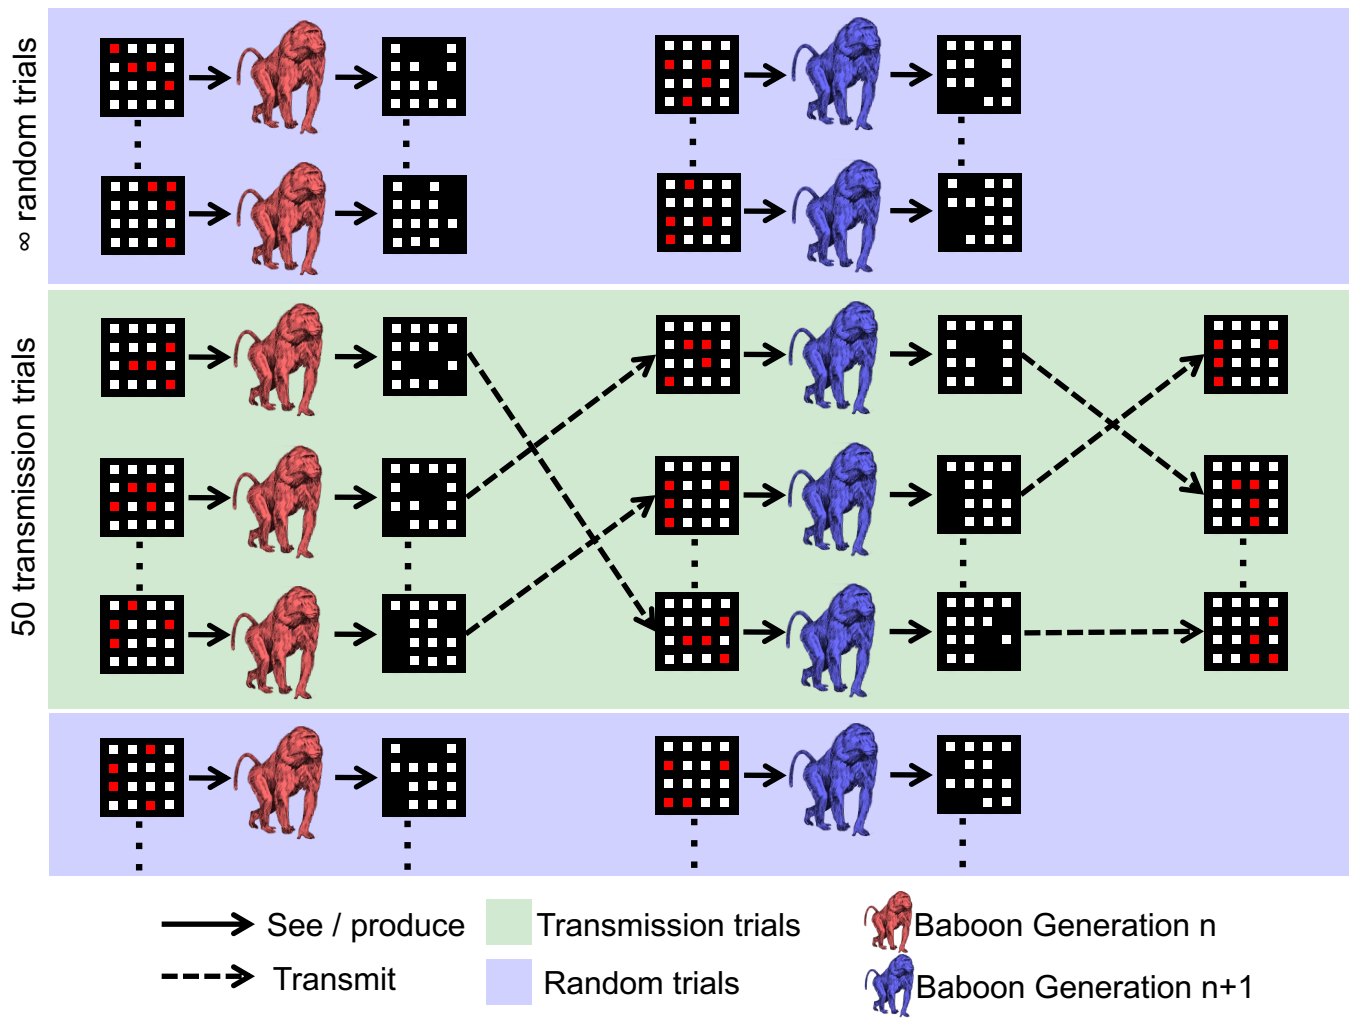 ∞ random trials
50 transmission trials
See / produce
Transmission trials
Baboon Generation n
Transmit
Random trials
Baboon Generation n+1